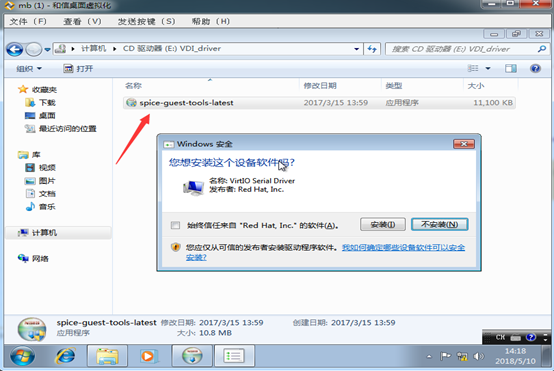 mb (1) - 和信桌面虚拟化
文件(F) 查看(V) 发送按键(S) 帮助(H)
计算机 ▸ CD 驱动器 (E:) VDI_driver
搜索 CD 驱动器 (E:) VDI_driver
组织 打开
名称 修改日期 类型 大小
spice-guest-tools-latest 2017/3/15 13:59 应用程序 11,100 KB
收藏夹
下载
桌面
最近访问的位置
库
视频
图片
文档
音乐
计算机
网络
Windows 安全
您想安装这个设备软件吗?
名称: VirtIO Serial Driver
发布者: Red Hat, Inc.
始终信任来自 "Red Hat, Inc." 的软件(A)。
安装(I) 不安装(N)
您应仅从可信的发布者安装驱动程序软件。我如何确定哪些设备软件可以安全
安装?
spice-guest-tools-latest 修改日期: 2017/3/15 13:59 创建日期: 2017/3/15 13:59
应用程序 大小: 10.8 MB
CH
14:18
2018/5/10